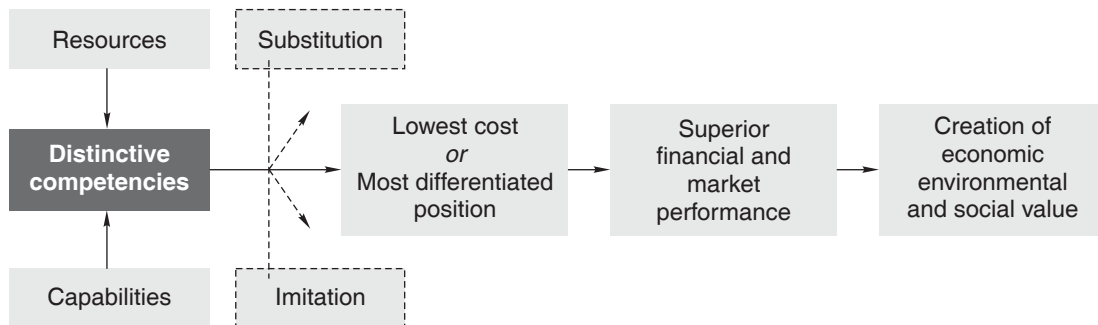 Resources
Substitution
Distinctive
competencies
Lowest cost
or
Most differentiated
position
Superior
financial and
market
performance
Creation of
economic
environmental
and social value
Capabilities
Imitation